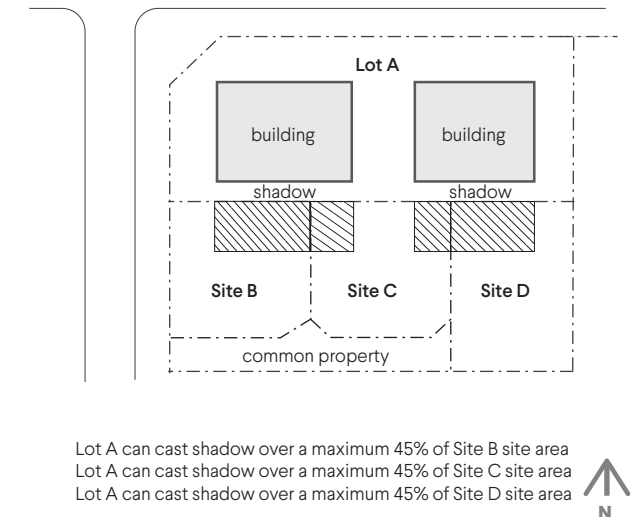 Lot A
building
building
shadow
shadow
Site B
Site C
Site D
common property
Lot A can cast shadow over a maximum 45% of Site B site area
Lot A can cast shadow over a maximum 45% of Site C site area
Lot A can cast shadow over a maximum 45% of Site D site area
N